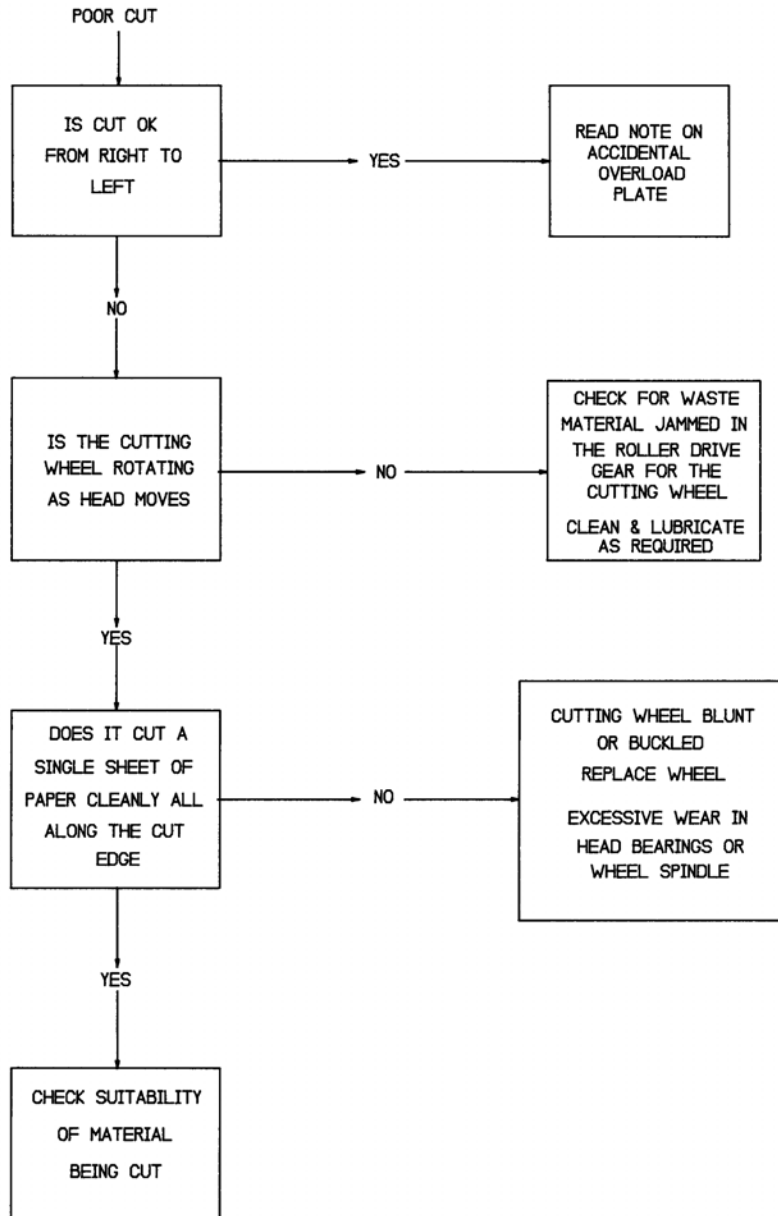 POOR CUT
IS CUT OK
FROM RIGHT TO
LEFT
YES
READ NOTE ON
ACCIDENTAL
OVERLOAD
PLATE
NO
IS THE CUTTING
WHEEL ROTATING
AS HEAD MOVES
NO
CHECK FOR WASTE
MATERIAL JAMMED IN
THE ROLLER DRIVE
GEAR FOR THE
CUTTING WHEEL
CLEAN & LUBRICATE
AS REQUIRED
YES
DOES IT CUT A
SINGLE SHEET OF
PAPER CLEANLY ALL
ALONG THE CUT
EDGE
NO
CUTTING WHEEL BLUNT
OR BUCKLED
REPLACE WHEEL
EXCESSIVE WEAR IN
HEAD BEARINGS OR
WHEEL SPINDLE
YES
CHECK SUITABILITY
OF MATERIAL
BEING CUT